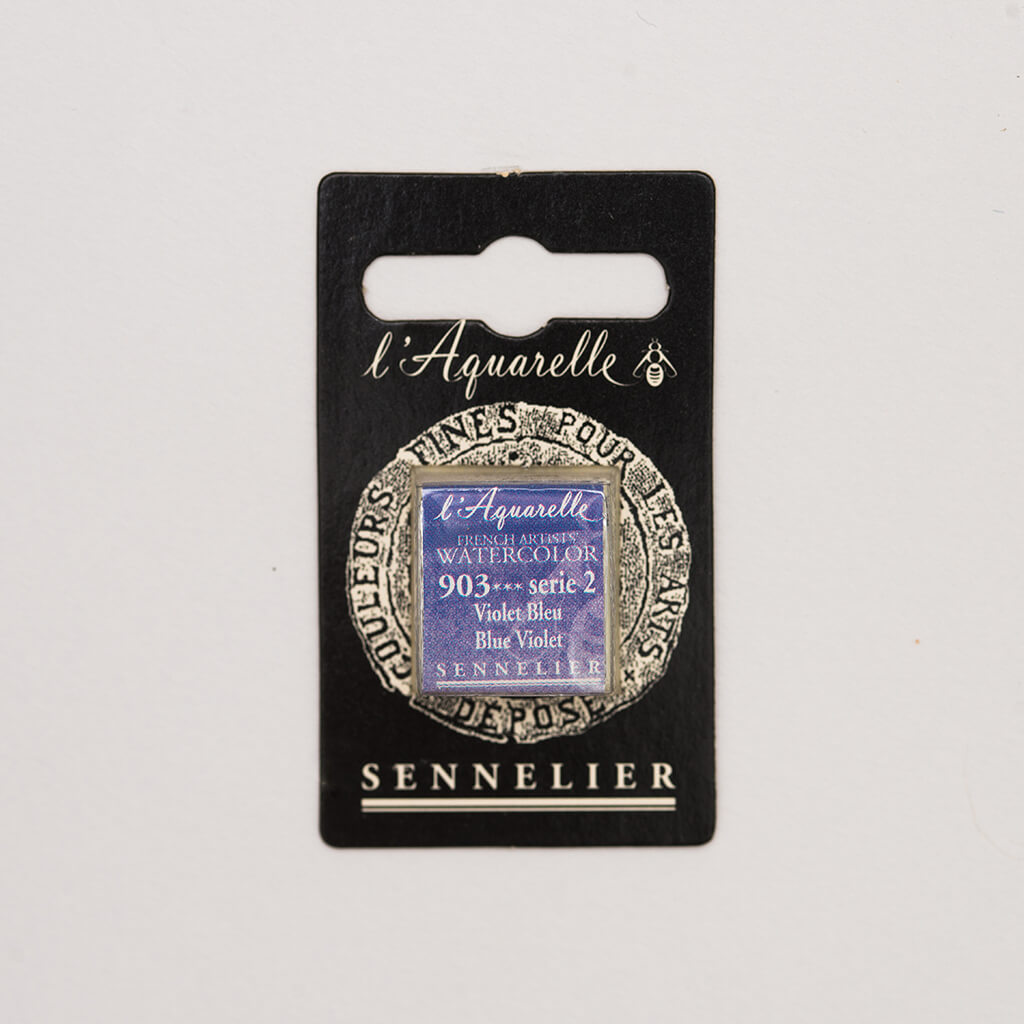 l'Aquarelle
COULEURS FINES POUR LES ARTS
DÉPOSÉ
l'Aquarelle
FRENCH ARTISTS'
WATERCOLOR
903*** serie 2
Violet Bleu
Blue Violet
SENNELIER
SENNELIER